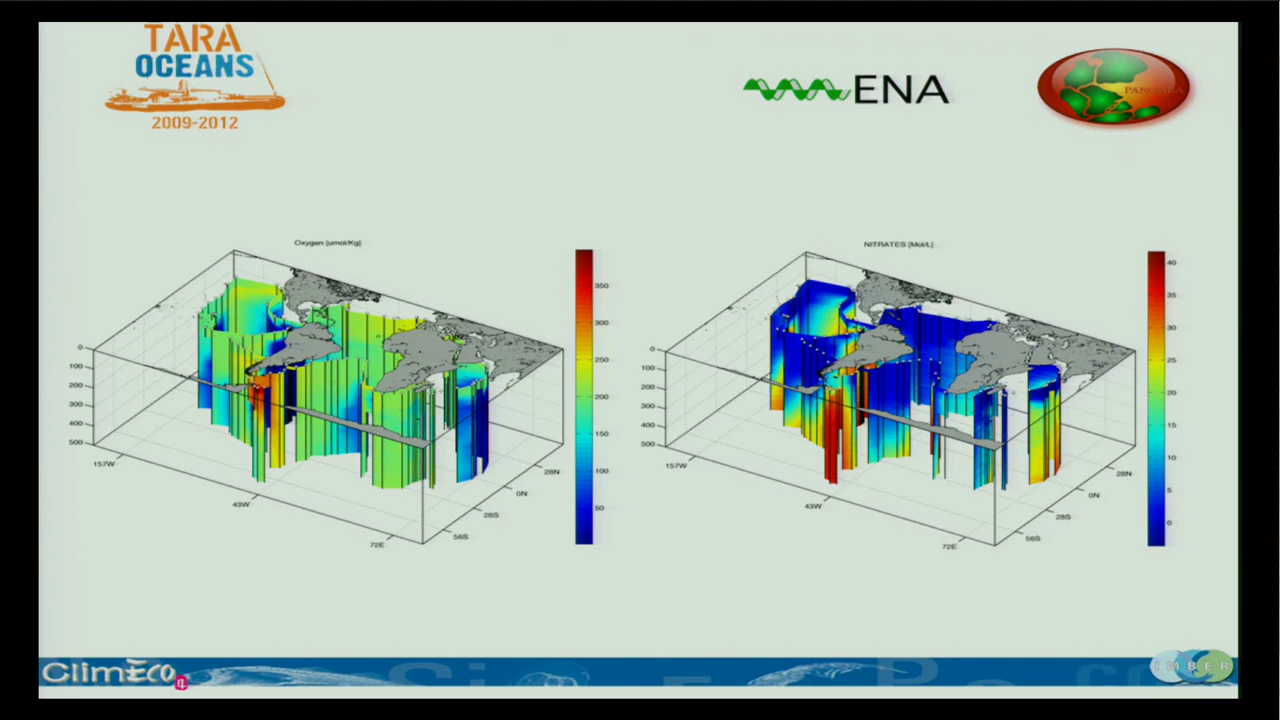 TARA
OCEANS
2009-2012
ENA
PANGAEA
Oxygen [umol/Kg]
0
100
200
300
400
500
157W
43W
72E
56S
28S
0N
28N
350
300
250
200
150
100
50
NITRATES [Mol/L]
0
100
200
300
400
500
157W
43W
72E
56S
28S
0N
28N
40
35
30
25
20
15
10
5
0
ClimEco
IMBER